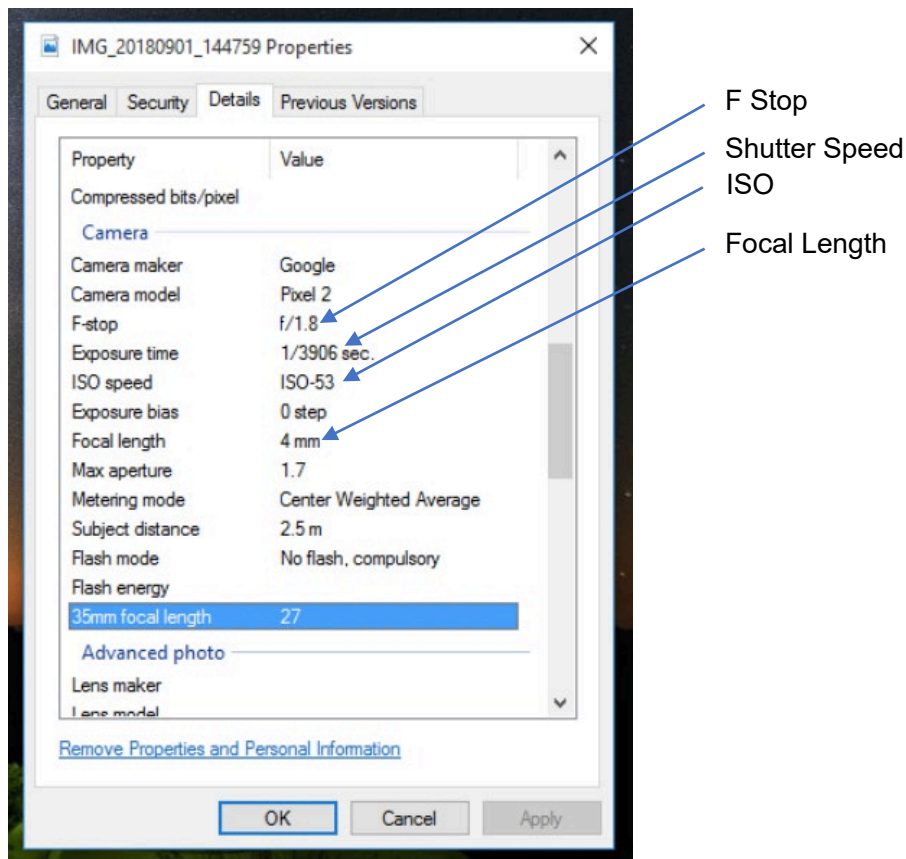 IMG_20180901_144759 Properties
General Security Details Previous Versions
Property Value
Compressed bits/pixel
Camera
Camera maker Google
Camera model Pixel 2
F-stop f/1.8
Exposure time 1/3906 sec.
ISO speed ISO-53
Exposure bias 0 step
Focal length 4 mm
Max aperture 1.7
Metering mode Center Weighted Average
Subject distance 2.5 m
Flash mode No flash, compulsory
Flash energy
35mm focal length 27
Advanced photo
Lens maker
Lens model
Remove Properties and Personal Information
OK Cancel Apply
F Stop
Shutter Speed
ISO
Focal Length